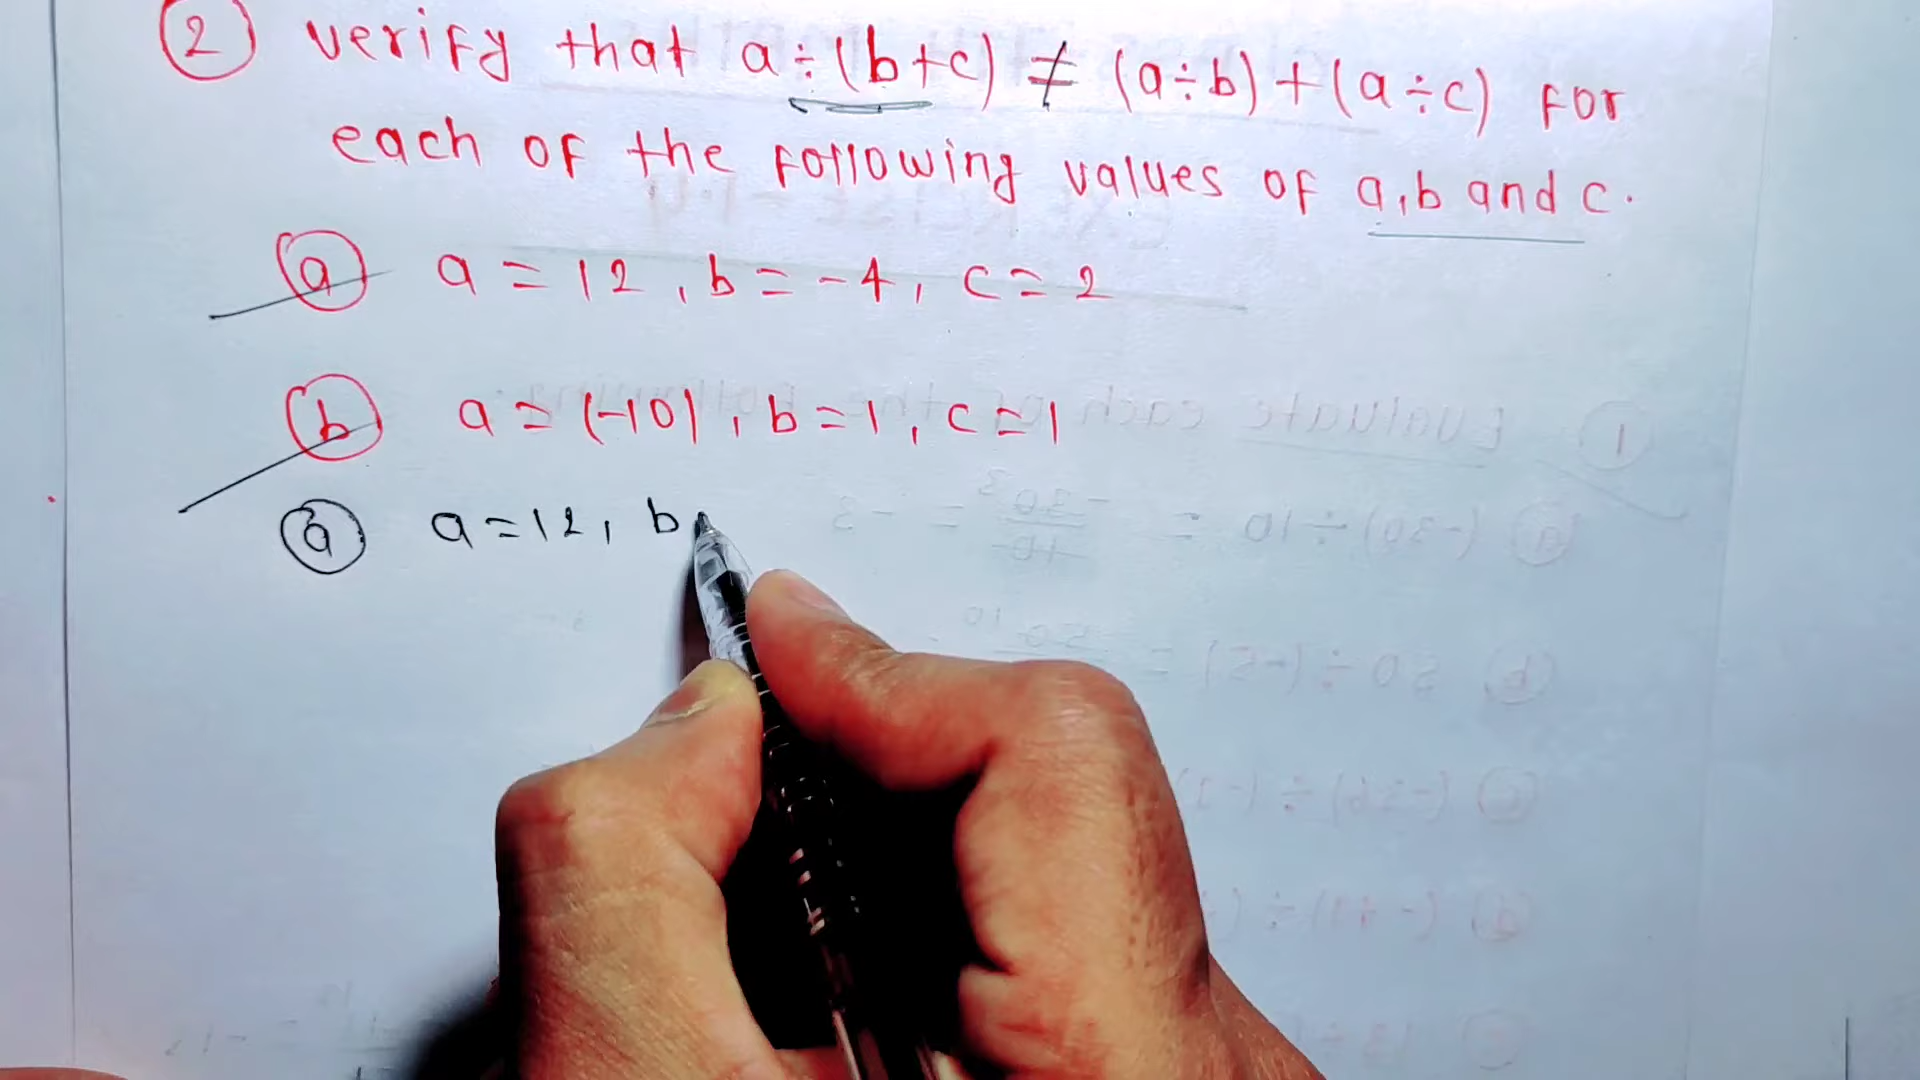 2 verify that a÷(b+c) ≠ (a÷b)+(a÷c) for
each of the following values of a,b and c.
a a=12, b=-4, c=2
b a=(-10), b=1, c=1
a a=12, b